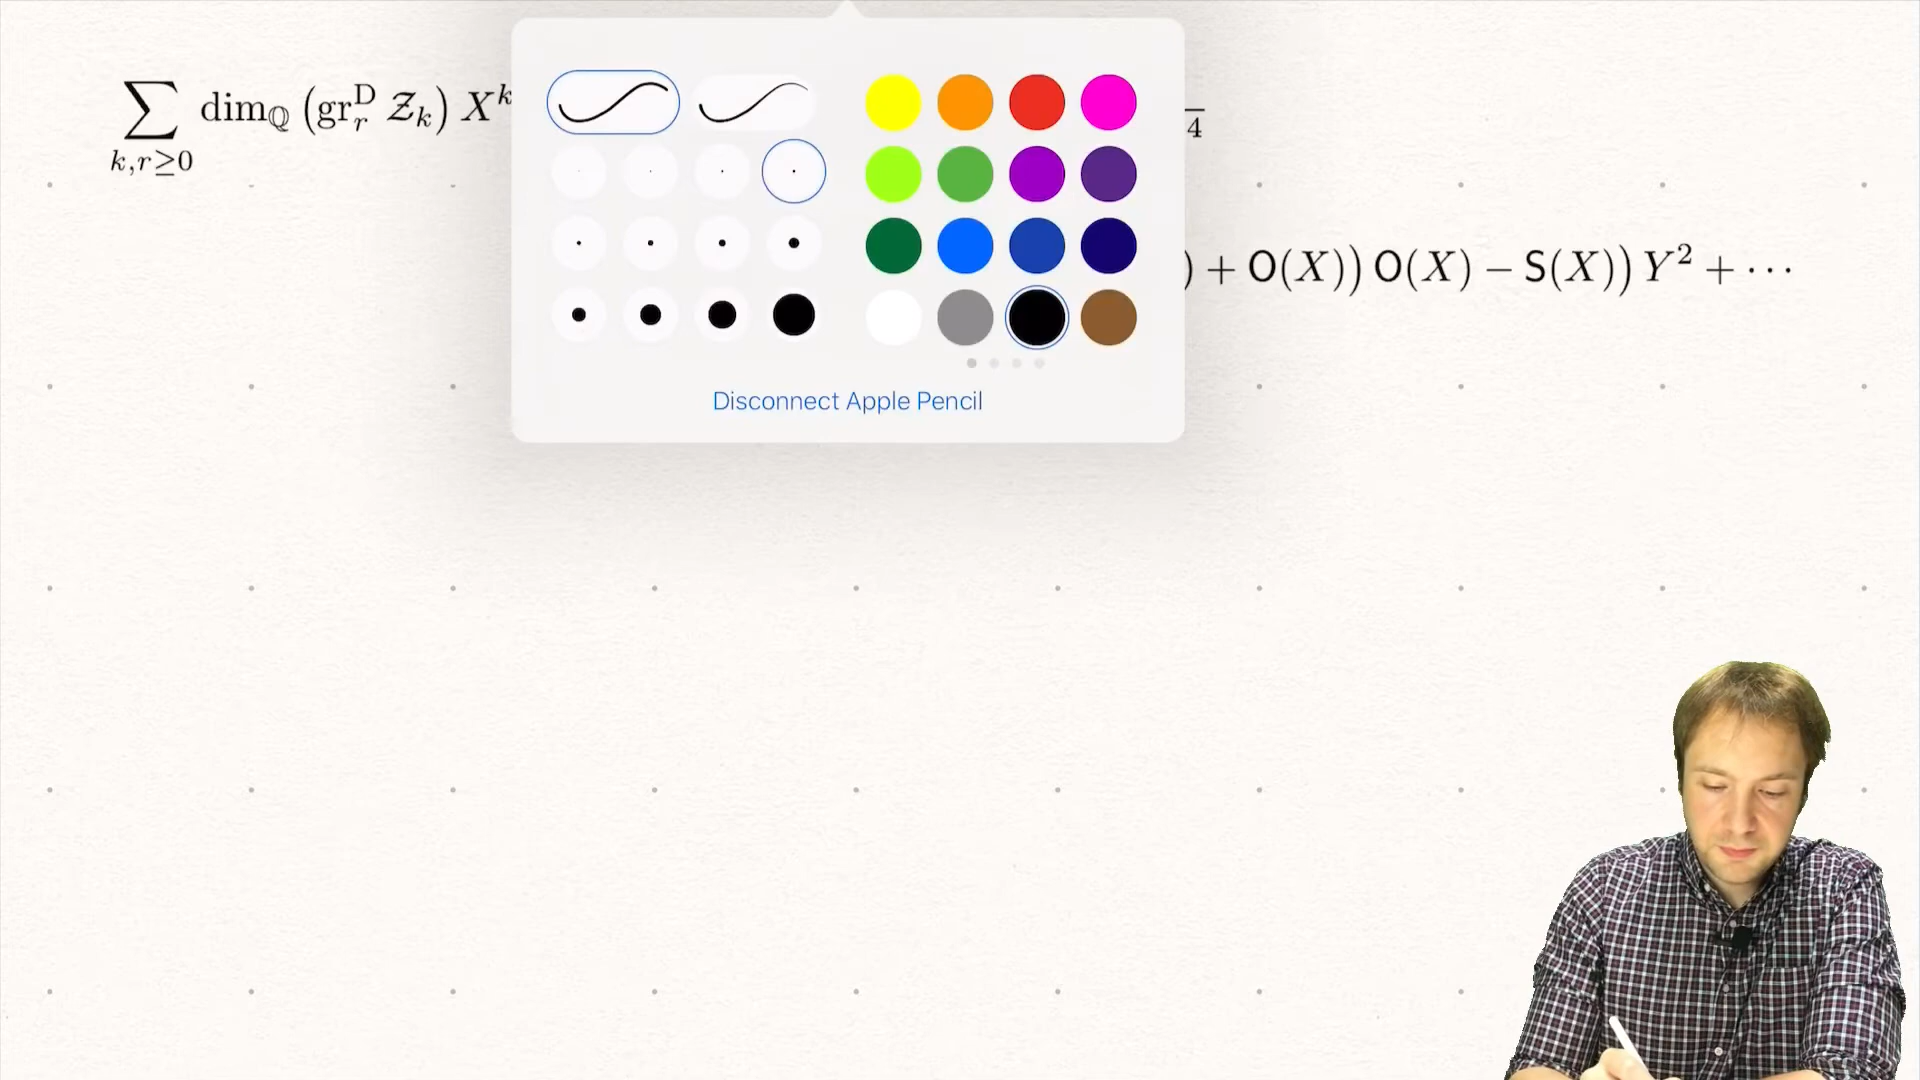 ∑_{k,r≥0} dim_ℚ (gr_r^D 𝒵_k) X^k
4
) + O(X)) O(X) − S(X)) Y² + ⋯
Disconnect Apple Pencil